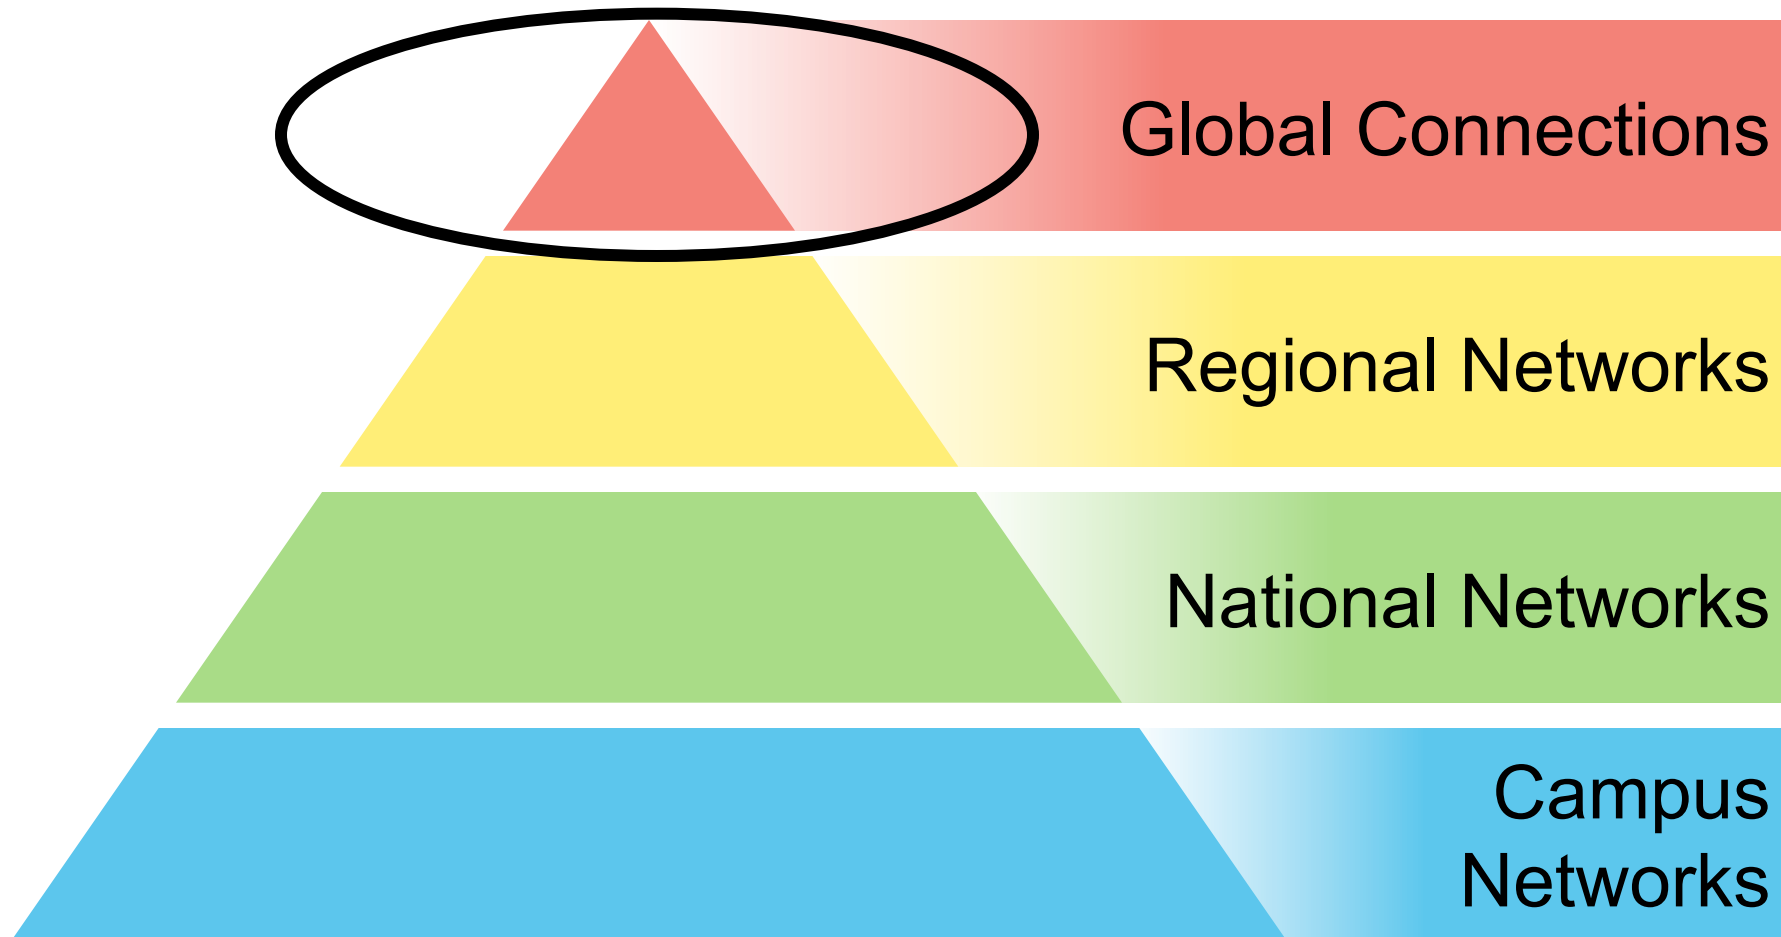 Global Connections
Regional Networks
National Networks
Campus
Networks